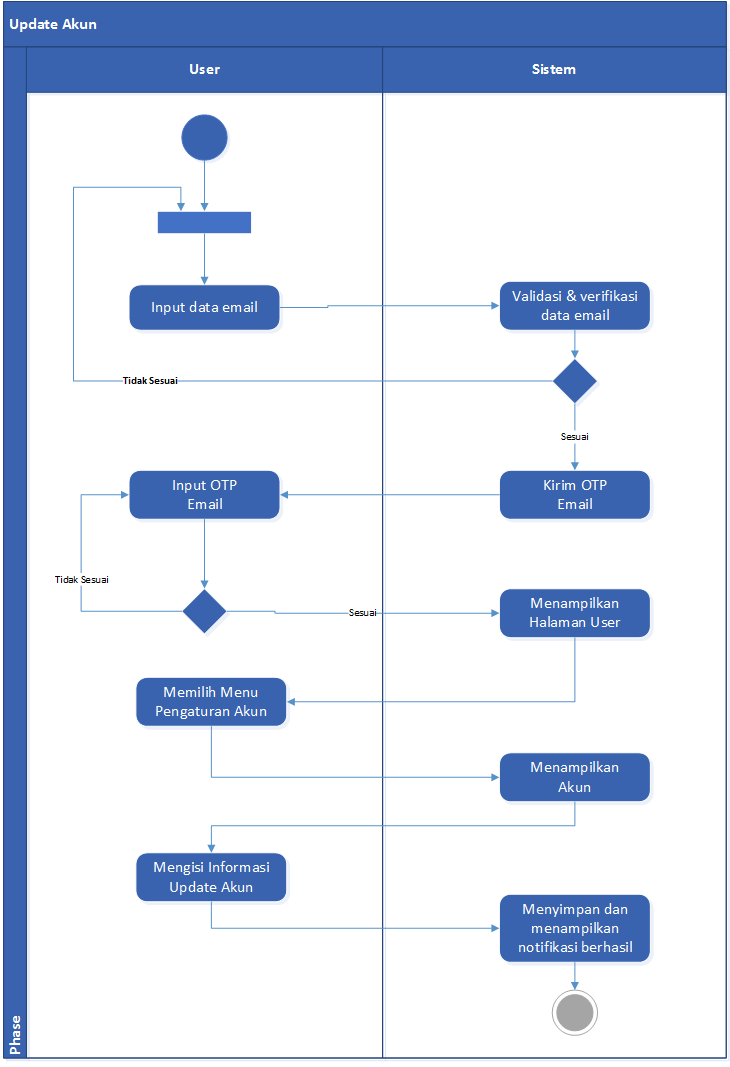 Update Akun
User
Sistem
Input data email
Validasi & verifikasi
data email
Tidak Sesuai
Sesuai
Input OTP
Email
Kirim OTP
Email
Tidak Sesuai
Sesuai
Menampilkan
Halaman User
Memilih Menu
Pengaturan Akun
Menampilkan
Akun
Mengisi Informasi
Update Akun
Menyimpan dan
menampilkan
notifikasi berhasil
Phase